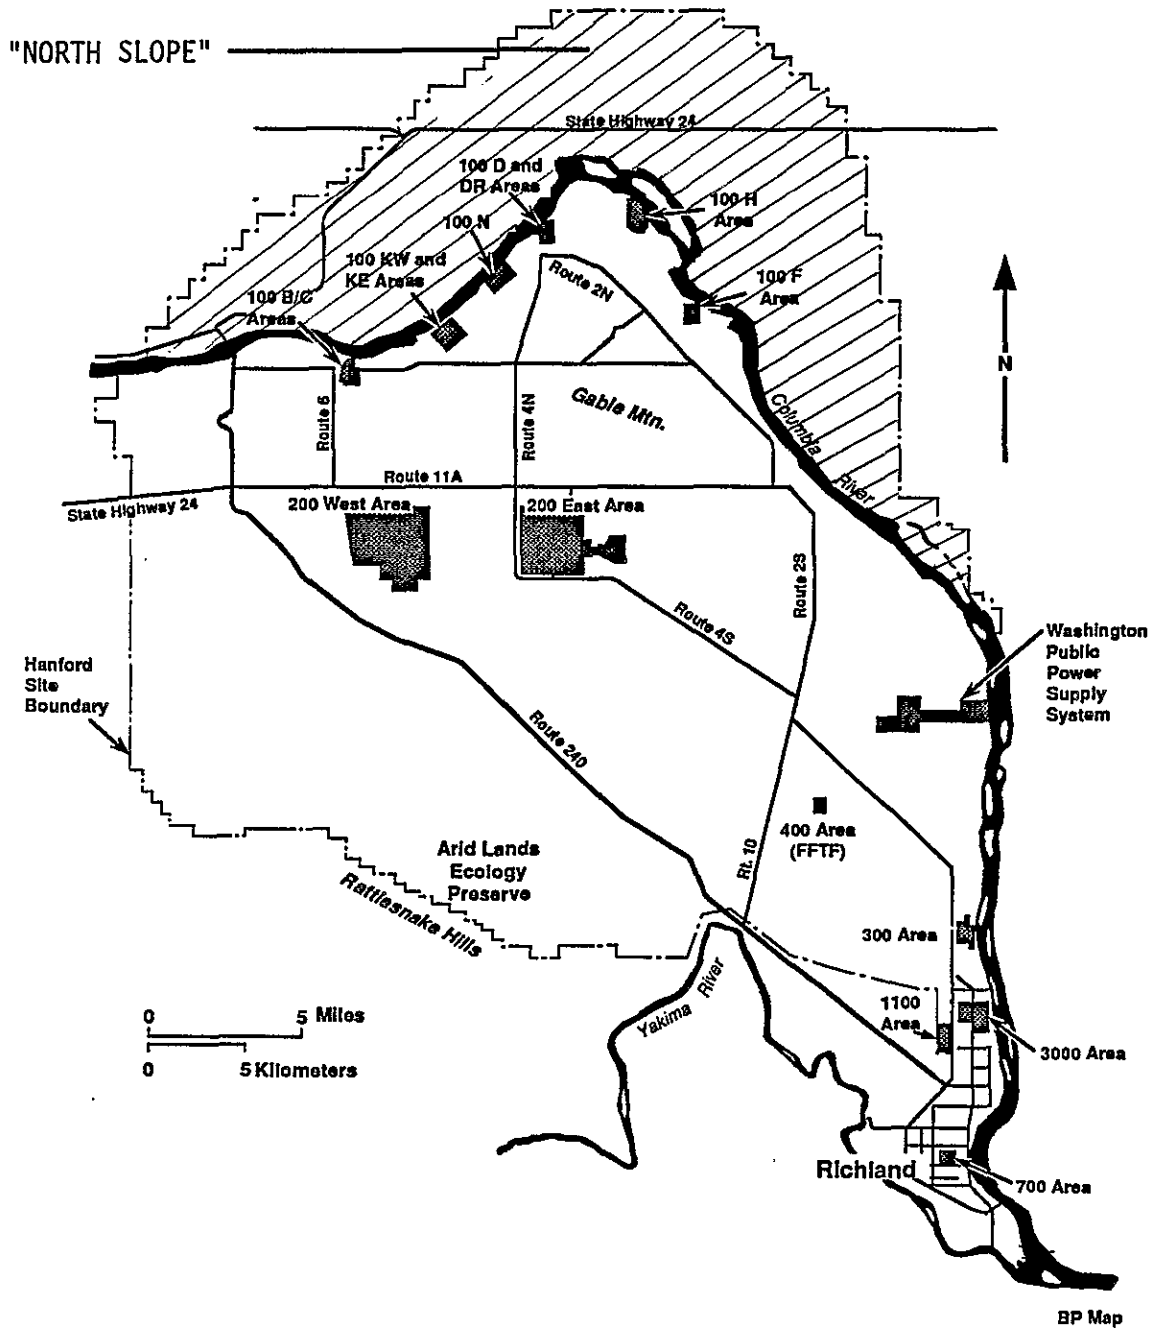 "NORTH SLOPE"
State Highway 24
100 D and
DR Areas
100 H
Area
100 N
100 KW and
KE Areas
Route 2N
100 F
Area
100 B/C
Areas
N
Gable Mtn.
Columbia
River
Route 6
Route 4N
Route 11A
State Highway 24
200 West Area
200 East Area
Route 2S
Route 4S
Washington
Public
Power
Supply
System
Hanford
Site
Boundary
Route 240
400 Area
(FFTF)
Rt. 10
Arid Lands
Ecology
Preserve
Rattlesnake Hills
300 Area
Yakima River
1100
Area
0 5 Miles
0 5 Kilometers
3000 Area
Richland
700 Area
BP Map